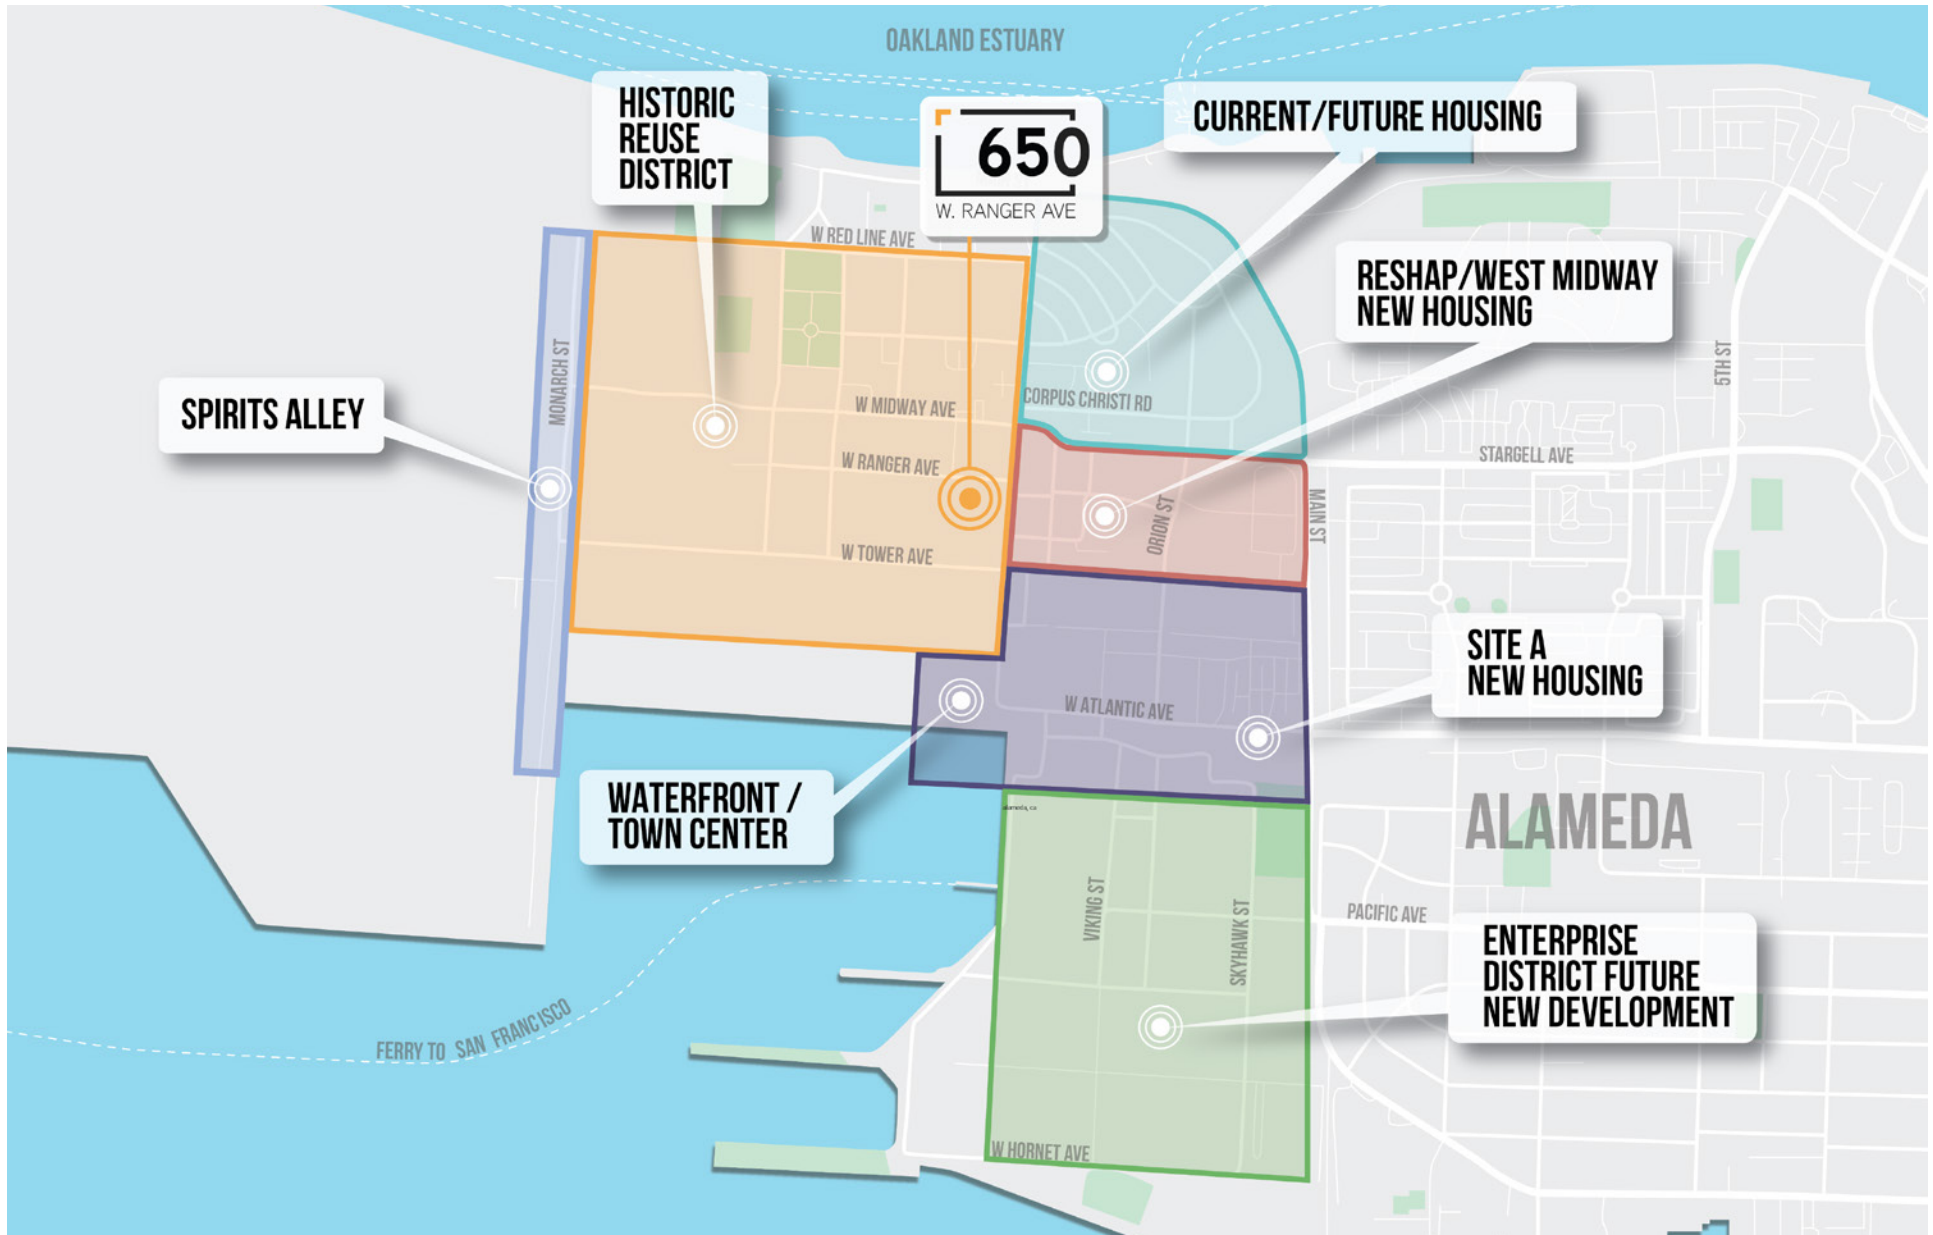 OAKLAND ESTUARY
HISTORIC
REUSE
DISTRICT
650
W. RANGER AVE
CURRENT/FUTURE HOUSING
W RED LINE AVE
RESHAP/WEST MIDWAY
NEW HOUSING
MONARCH ST
5TH ST
SPIRITS ALLEY
W MIDWAY AVE
CORPUS CHRISTI RD
W RANGER AVE
STARGELL AVE
MAIN ST
ORION ST
W TOWER AVE
SITE A
NEW HOUSING
W ATLANTIC AVE
WATERFRONT /
TOWN CENTER
alameda, ca
ALAMEDA
VIKING ST
SKYHAWK ST
PACIFIC AVE
ENTERPRISE
DISTRICT FUTURE
NEW DEVELOPMENT
FERRY TO SAN FRANCISCO
W HORNET AVE